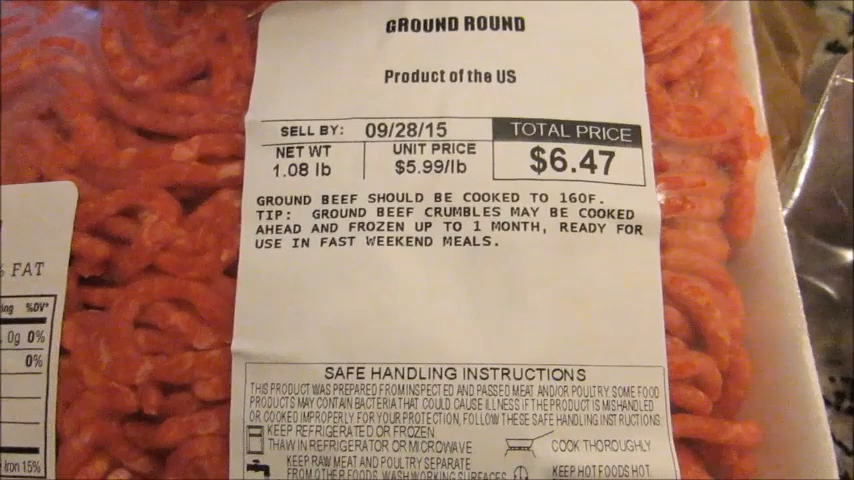 GROUND ROUND
Product of the US
SELL BY: 09/28/15
TOTAL PRICE
NET WT
UNIT PRICE
1.08 lb
$5.99/lb
$6.47
GROUND BEEF SHOULD BE COOKED TO 160F.
TIP: GROUND BEEF CRUMBLES MAY BE COOKED
AHEAD AND FROZEN UP TO 1 MONTH, READY FOR
USE IN FAST WEEKEND MEALS.
% FAT
%DV*
0g 0%
0%
Iron 15%
SAFE HANDLING INSTRUCTIONS
THIS PRODUCT WAS PREPARED FROM INSPECTED AND PASSED MEAT AND/OR POULTRY. SOME FOOD
PRODUCTS MAY CONTAIN BACTERIA THAT COULD CAUSE ILLNESS IF THE PRODUCT IS MISHANDLED
OR COOKED IMPROPERLY. FOR YOUR PROTECTION, FOLLOW THESE SAFE HANDLING INSTRUCTIONS.
KEEP REFRIGERATED OR FROZEN.
THAW IN REFRIGERATOR OR MICROWAVE
COOK THOROUGHLY
KEEP RAW MEAT AND POULTRY SEPARATE
FROM OTHER FOODS. WASH WORKING SURFACES
KEEP HOT FOODS HOT.